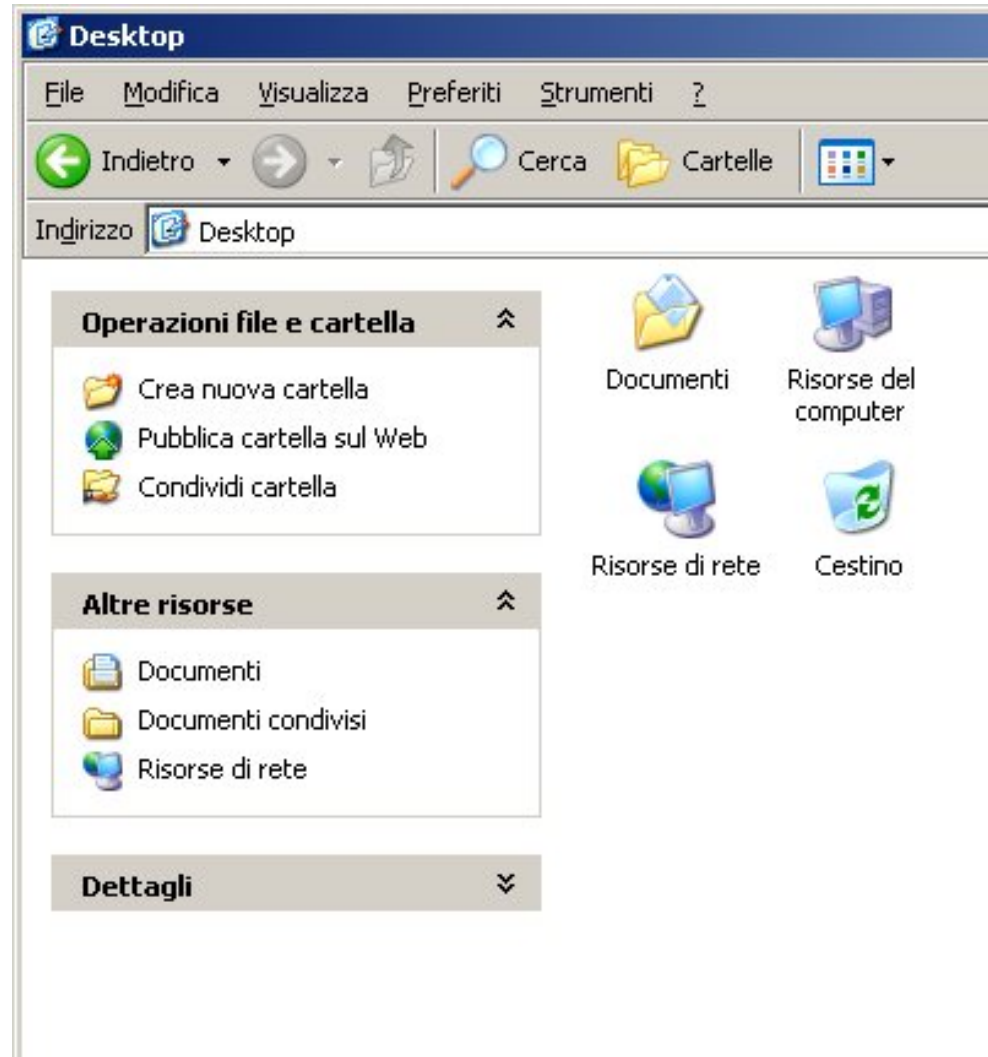 Desktop
File Modifica Visualizza Preferiti Strumenti ?
Indietro Cerca Cartelle
Indirizzo Desktop
Operazioni file e cartella
Crea nuova cartella
Pubblica cartella sul Web
Condividi cartella
Altre risorse
Documenti
Documenti condivisi
Risorse di rete
Dettagli
Documenti
Risorse del
computer
Risorse di rete
Cestino